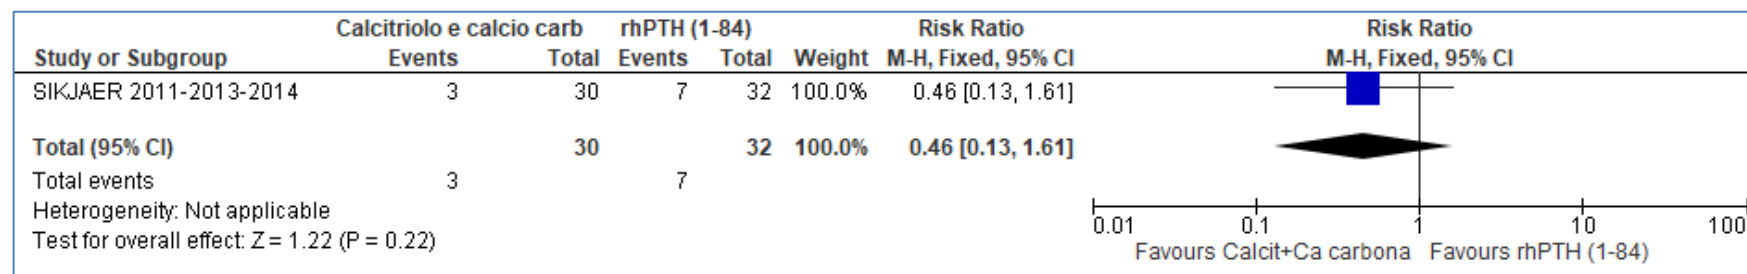 Calcitriolo e calcio carb rhPTH (1-84) Risk Ratio Risk Ratio
Study or Subgroup Events Total Events Total Weight M-H, Fixed, 95% CI M-H, Fixed, 95% CI
SIKJAER 2011-2013-2014 3 30 7 32 100.0% 0.46 [0.13, 1.61]
Total (95% CI) 30 32 100.0% 0.46 [0.13, 1.61]
Total events 3 7
Heterogeneity: Not applicable
Test for overall effect: Z = 1.22 (P = 0.22)
0.01 0.1 1 10 100
Favours Calcit+Ca carbona Favours rhPTH (1-84)